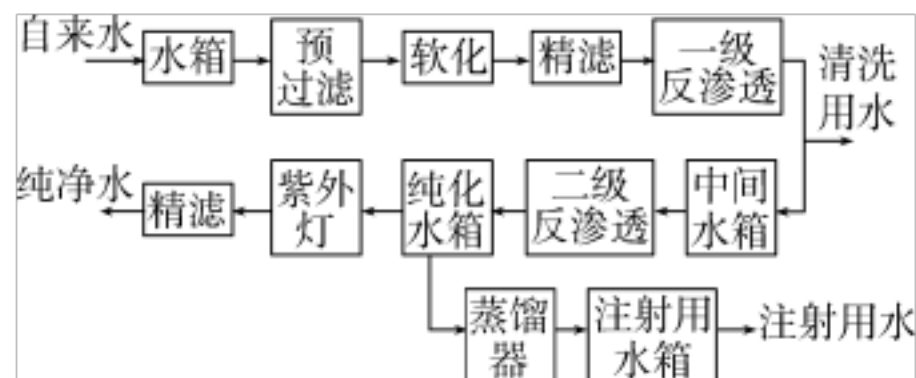 自来水
水箱
预
过滤
软化
精滤
一级
反渗透
清洗
用水
中间
水箱
二级
反渗透
纯化
水箱
紫外
灯
精滤
纯净水
蒸馏
器
注射用
水箱
注射用水